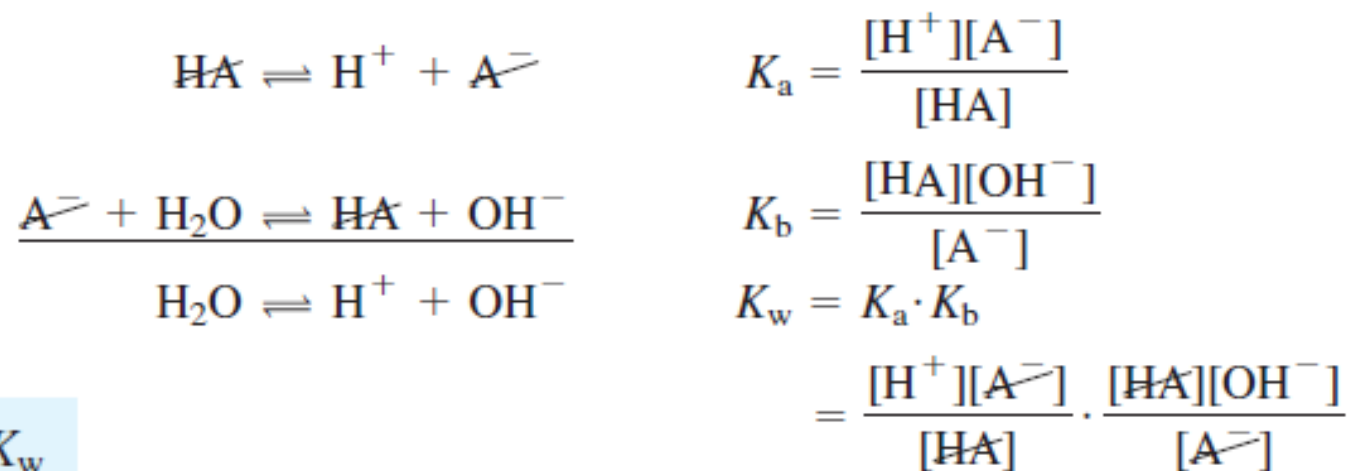 HA ⇌ H⁺ + A⁻ Kₐ = [H⁺][A⁻] / [HA]
A⁻ + H₂O ⇌ HA + OH⁻ K_b = [HA][OH⁻] / [A⁻]
H₂O ⇌ H⁺ + OH⁻ K_w = Kₐ · K_b
= [H⁺][A⁻] / [HA] · [HA][OH⁻] / [A⁻]
K_w